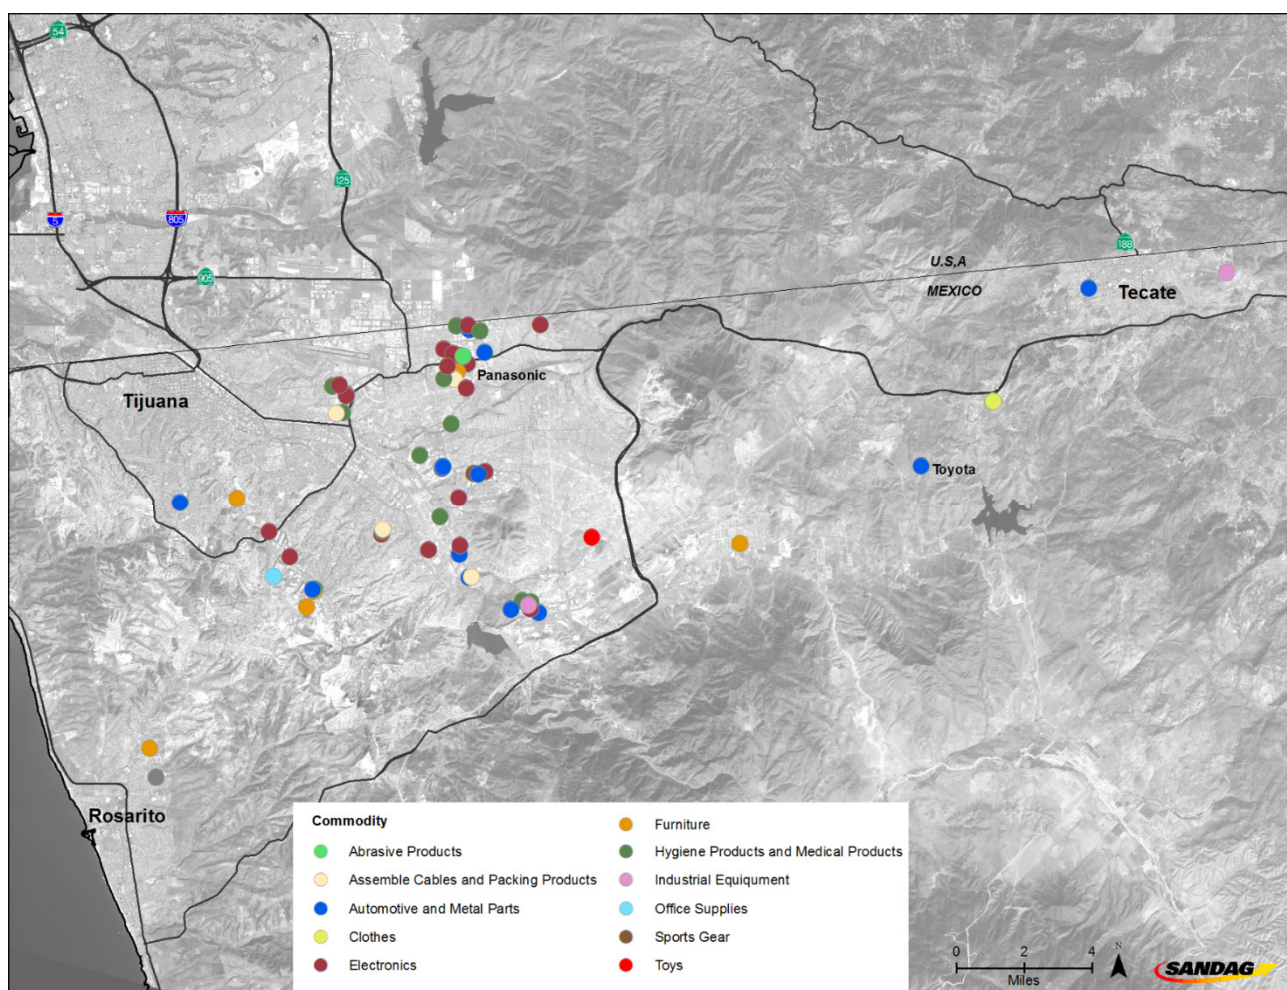 54
125
5
805
905
188
U.S,A
MEXICO
Tecate
Panasonic
Tijuana
Toyota
Rosarito
Commodity
Abrasive Products
Assemble Cables and Packing Products
Automotive and Metal Parts
Clothes
Electronics
Furniture
Hygiene Products and Medical Products
Industrial Equiqument
Office Supplies
Sports Gear
Toys
0 2 4
Miles
N
SANDAG